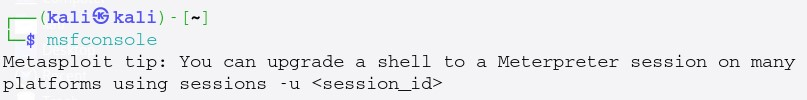 ┌──(kali㉿kali)-[~]
└─$ msfconsole
Metasploit tip: You can upgrade a shell to a Meterpreter session on many
platforms using sessions -u <session_id>